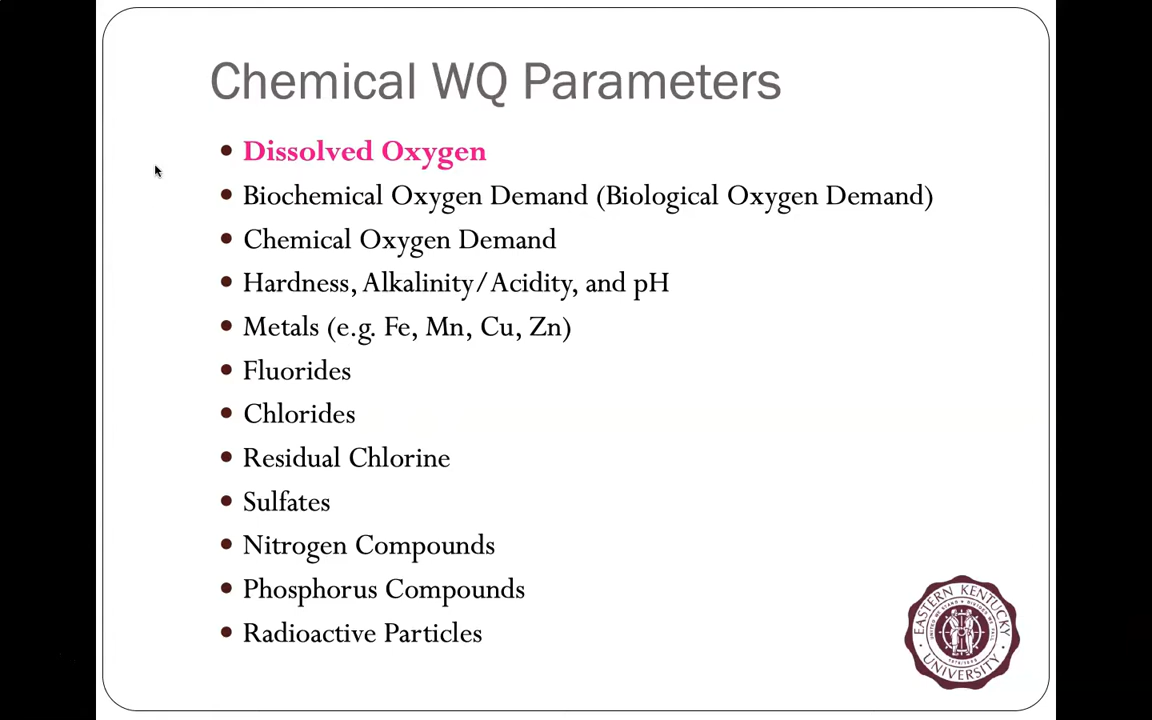 Chemical WQ Parameters
• Dissolved Oxygen
• Biochemical Oxygen Demand (Biological Oxygen Demand)
• Chemical Oxygen Demand
• Hardness, Alkalinity/Acidity, and pH
• Metals (e.g. Fe, Mn, Cu, Zn)
• Fluorides
• Chlorides
• Residual Chlorine
• Sulfates
• Nitrogen Compounds
• Phosphorus Compounds
• Radioactive Particles
EASTERN KENTUCKY
UNIVERSITY